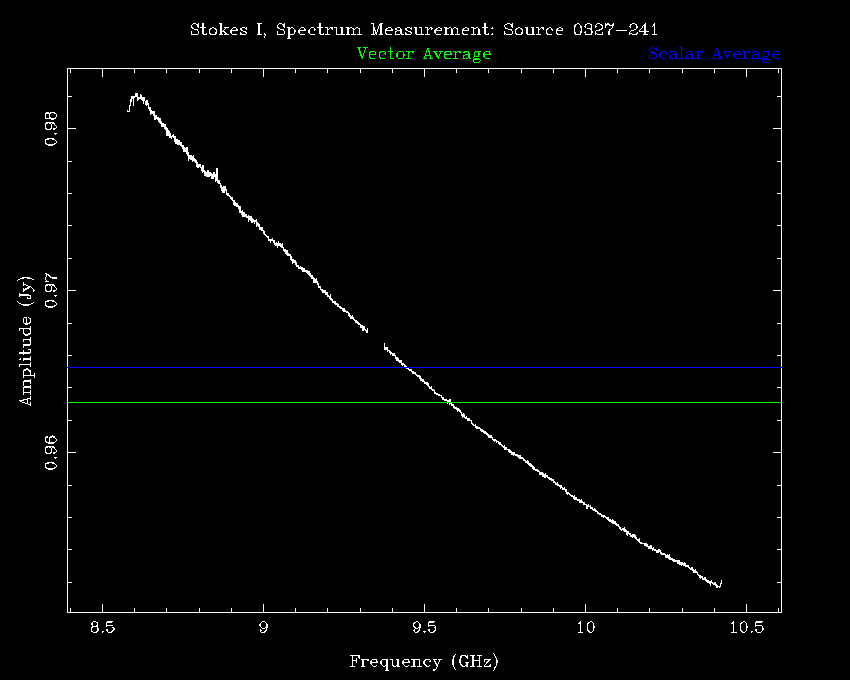 Stokes I, Spectrum Measurement: Source 0327-241
Vector Average
Scalar Average
0.98
0.97
0.96
Amplitude (Jy)
8.5
9
9.5
10
10.5
Frequency (GHz)